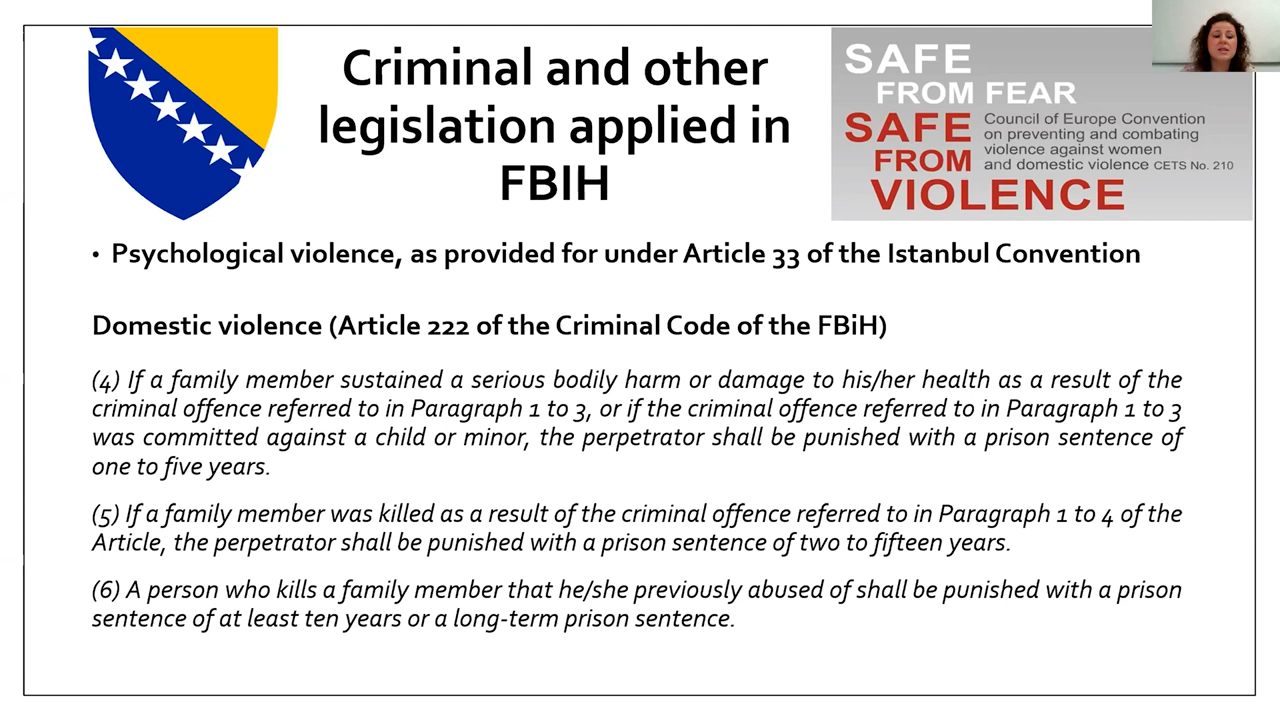 Criminal and other
legislation applied in
FBIH
SAFE
FROM FEAR
SAFE
FROM
VIOLENCE
Council of Europe Convention
on preventing and combating
violence against women
and domestic violence CETS No. 210
• Psychological violence, as provided for under Article 33 of the Istanbul Convention
Domestic violence (Article 222 of the Criminal Code of the FBiH)
(4) If a family member sustained a serious bodily harm or damage to his/her health as a result of the
criminal offence referred to in Paragraph 1 to 3, or if the criminal offence referred to in Paragraph 1 to 3
was committed against a child or minor, the perpetrator shall be punished with a prison sentence of
one to five years.
(5) If a family member was killed as a result of the criminal offence referred to in Paragraph 1 to 4 of the
Article, the perpetrator shall be punished with a prison sentence of two to fifteen years.
(6) A person who kills a family member that he/she previously abused of shall be punished with a prison
sentence of at least ten years or a long-term prison sentence.